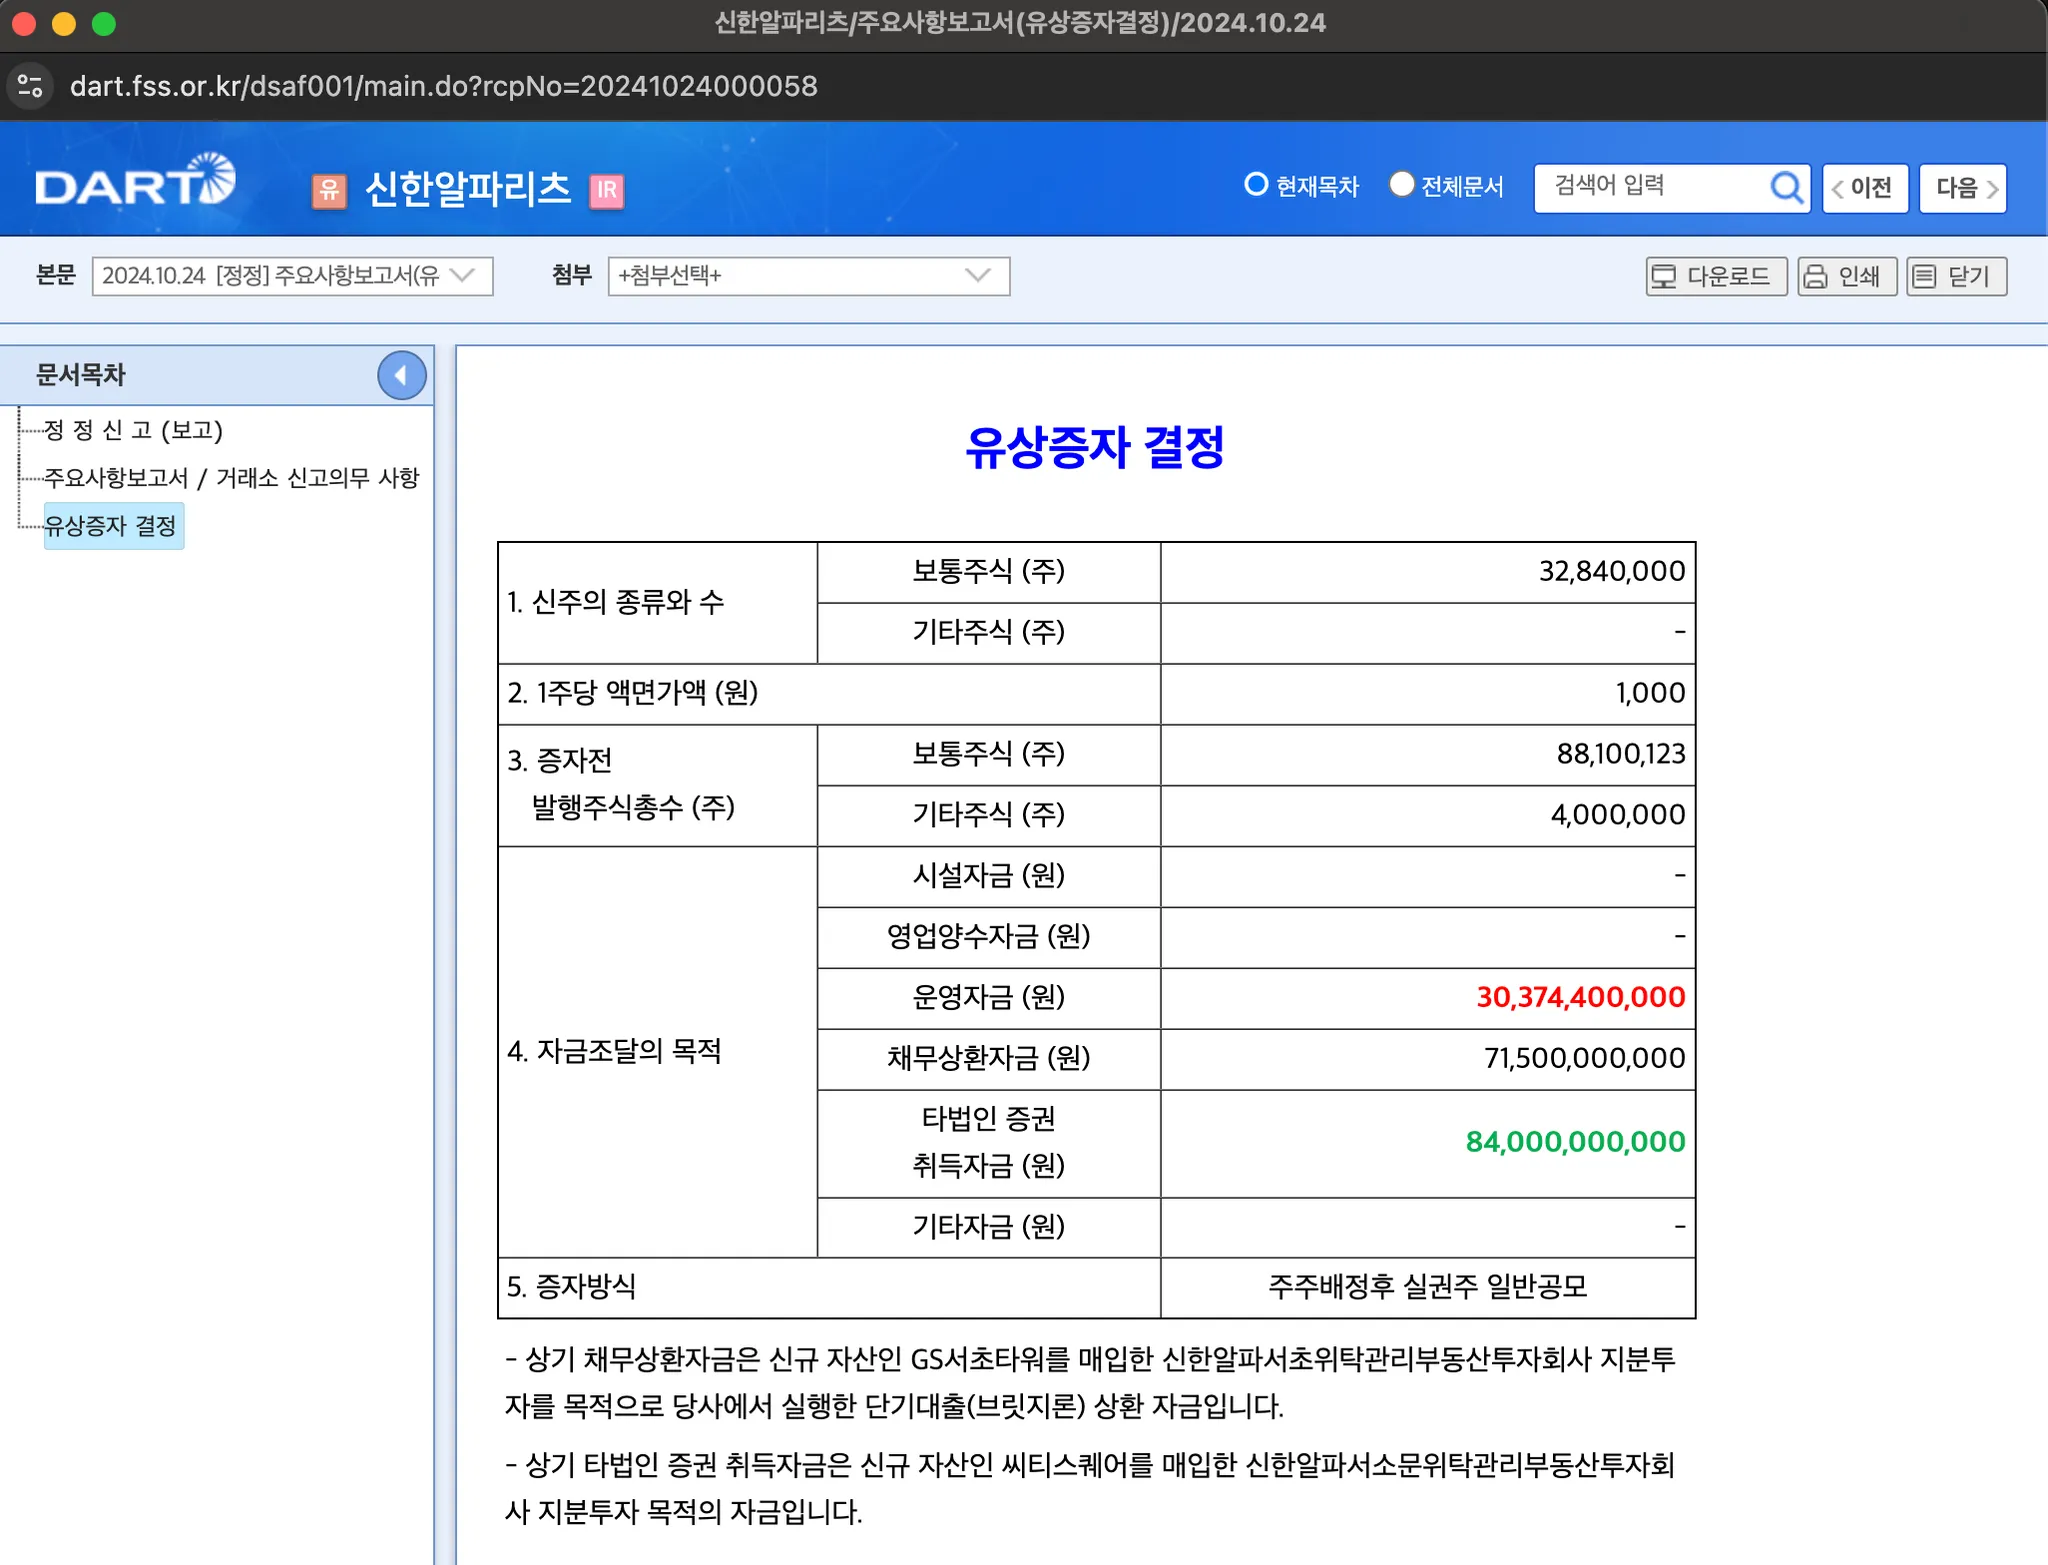 신한알파리츠/주요사항보고서(유상증자결정)/2024.10.24
dart.fss.or.kr/dsaf001/main.do?rcpNo=20241024000058
DART 유 신한알파리츠 IR 현재목차 전체문서 검색어 입력 이전 다음
본문 2024.10.24 [정정] 주요사항보고서(유 첨부 +첨부선택+ 다운로드 인쇄 닫기
문서목차
정 정 신 고 (보고)
주요사항보고서 / 거래소 신고의무 사항
유상증자 결정
유상증자 결정
1. 신주의 종류와 수
보통주식 (주) 32,840,000
기타주식 (주) -
2. 1주당 액면가액 (원) 1,000
3. 증자전
발행주식총수 (주)
보통주식 (주) 88,100,123
기타주식 (주) 4,000,000
4. 자금조달의 목적
시설자금 (원) -
영업양수자금 (원) -
운영자금 (원) 30,374,400,000
채무상환자금 (원) 71,500,000,000
타법인 증권
취득자금 (원) 84,000,000,000
기타자금 (원) -
5. 증자방식 주주배정후 실권주 일반공모
- 상기 채무상환자금은 신규 자산인 GS서초타워를 매입한 신한알파서초위탁관리부동산투자회사 지분투
자를 목적으로 당사에서 실행한 단기대출(브릿지론) 상환 자금입니다.
- 상기 타법인 증권 취득자금은 신규 자산인 씨티스퀘어를 매입한 신한알파서소문위탁관리부동산투자회
사 지분투자 목적의 자금입니다.